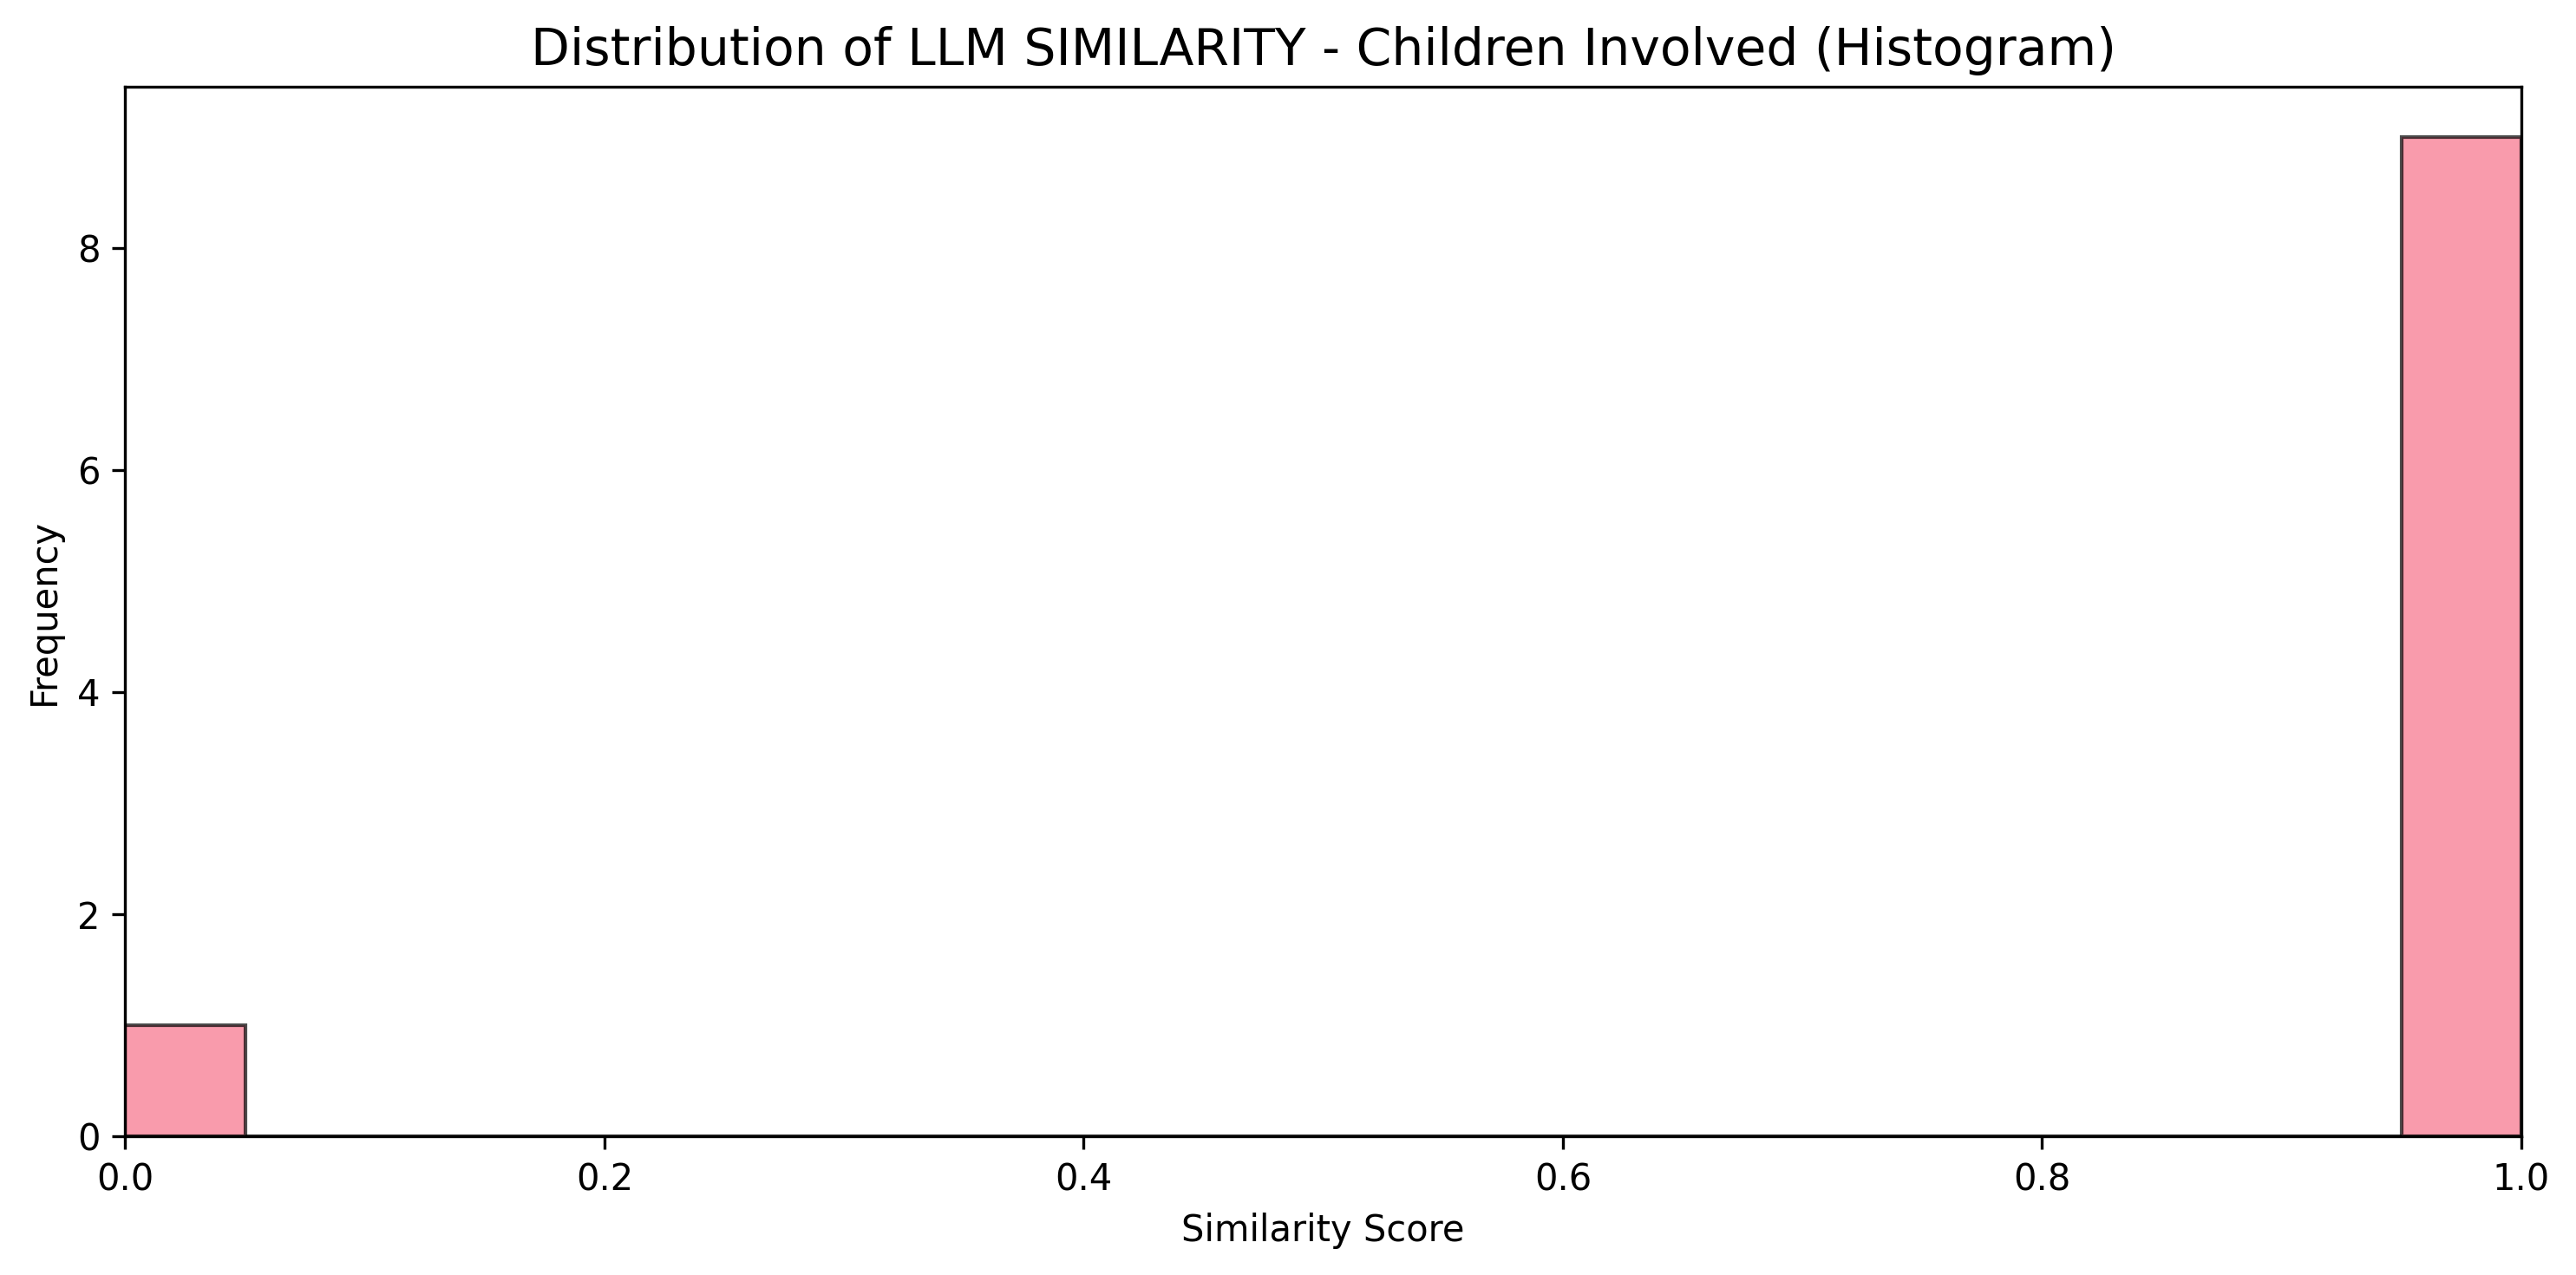 Distribution of LLM SIMILARITY - Children Involved (Histogram)
Frequency
8
6
4
2
0
0.0 0.2 0.4 0.6 0.8 1.0
Similarity Score